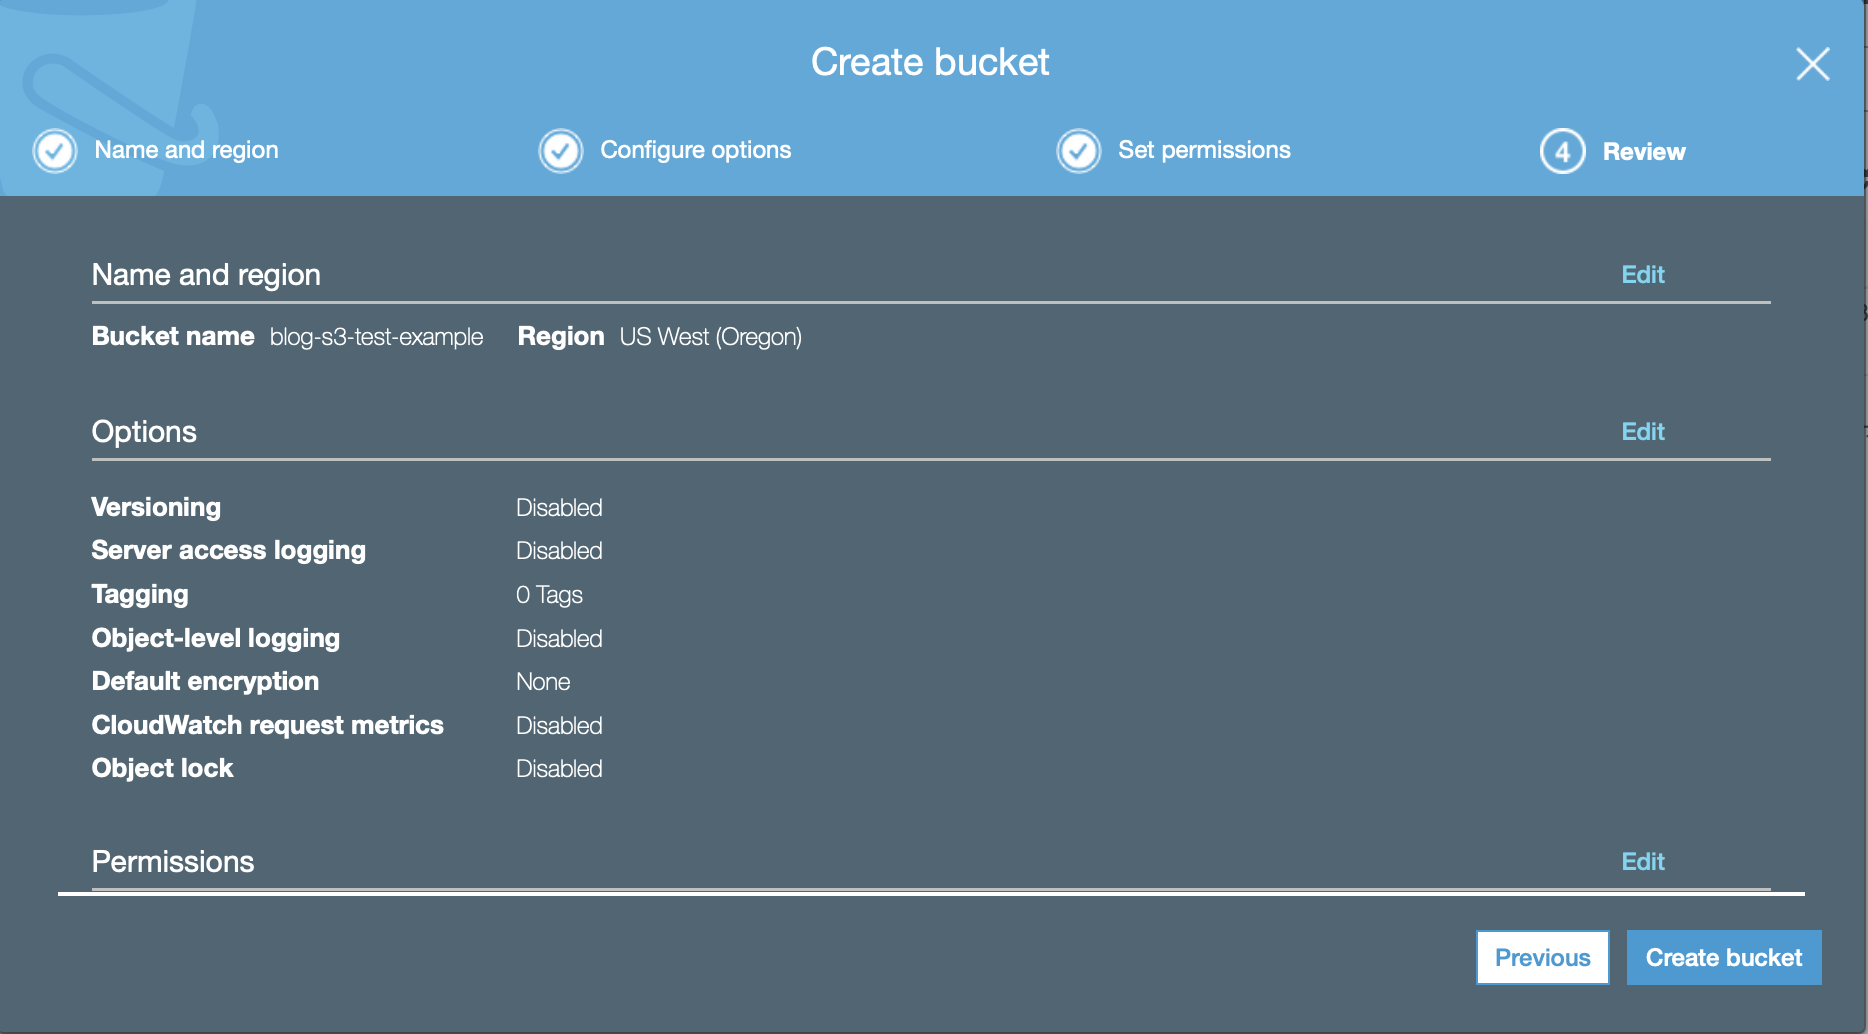 Create bucket
Name and region Configure options Set permissions 4 Review
Name and region Edit
Bucket name blog-s3-test-example Region US West (Oregon)
Options Edit
Versioning Disabled
Server access logging Disabled
Tagging 0 Tags
Object-level logging Disabled
Default encryption None
CloudWatch request metrics Disabled
Object lock Disabled
Permissions Edit
Previous Create bucket